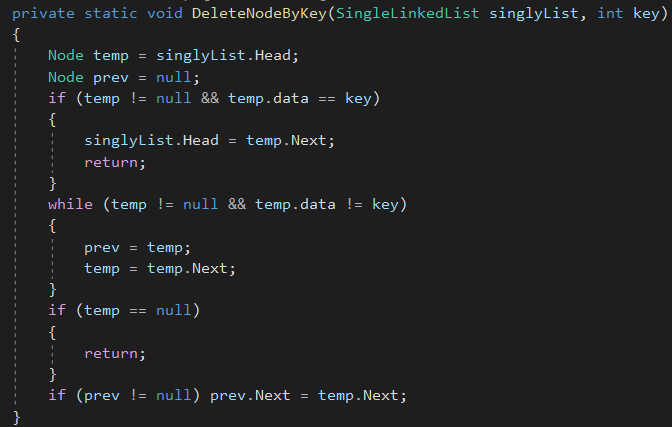 private static void DeleteNodeByKey(SingleLinkedList singlyList, int key)
{
    Node temp = singlyList.Head;
    Node prev = null;
    if (temp != null && temp.data == key)
    {
        singlyList.Head = temp.Next;
        return;
    }
    while (temp != null && temp.data != key)
    {
        prev = temp;
        temp = temp.Next;
    }
    if (temp == null)
    {
        return;
    }
    if (prev != null) prev.Next = temp.Next;
}